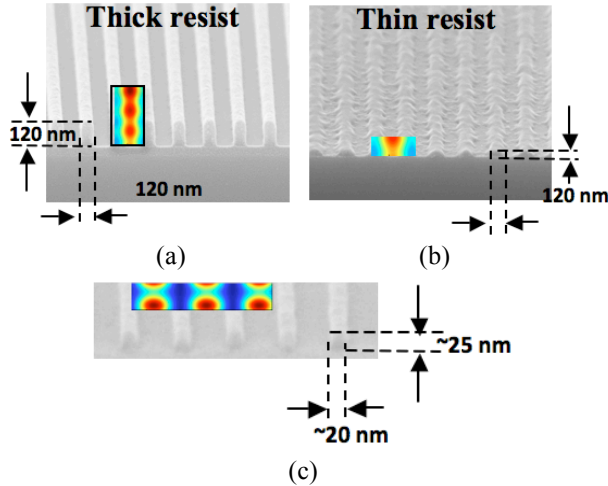 Thick resist
Thin resist
120 nm
120 nm
120 nm
(a)
(b)
~25 nm
~20 nm
(c)